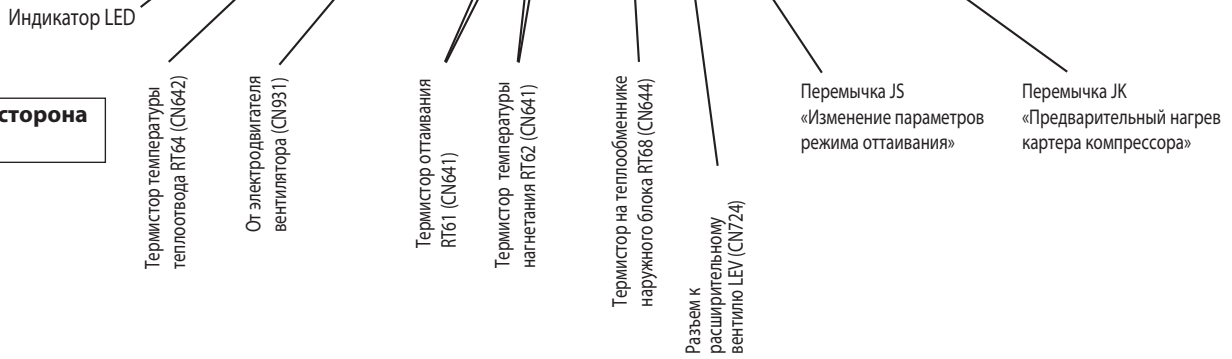 Индикатор LED
сторона
Термистор температуры
теплоотвода RT64 (CN642)
От электродвигателя
вентилятора (CN931)
Термистор оттаивания
RT61 (CN641)
Термистор температуры
нагнетания RT62 (CN641)
Термистор на теплообменнике
наружного блока RT68 (CN644)
Разъем к
расширительному
вентилю LEV (CN724)
Перемычка JS
«Изменение параметров
режима оттаивания»
Перемычка JK
«Предварительный нагрев
картера компрессора»